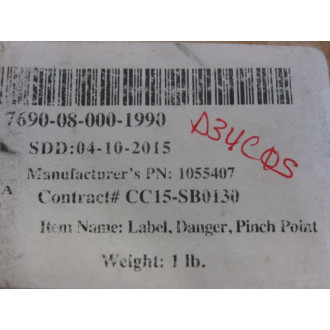 7690-08-000-1990
SDD:04-10-2015
Manufacturer's PN: 1055407
A
Contract# CC15-SB0130
Item Name: Label, Danger, Pinch Point
Weight: 1 lb.